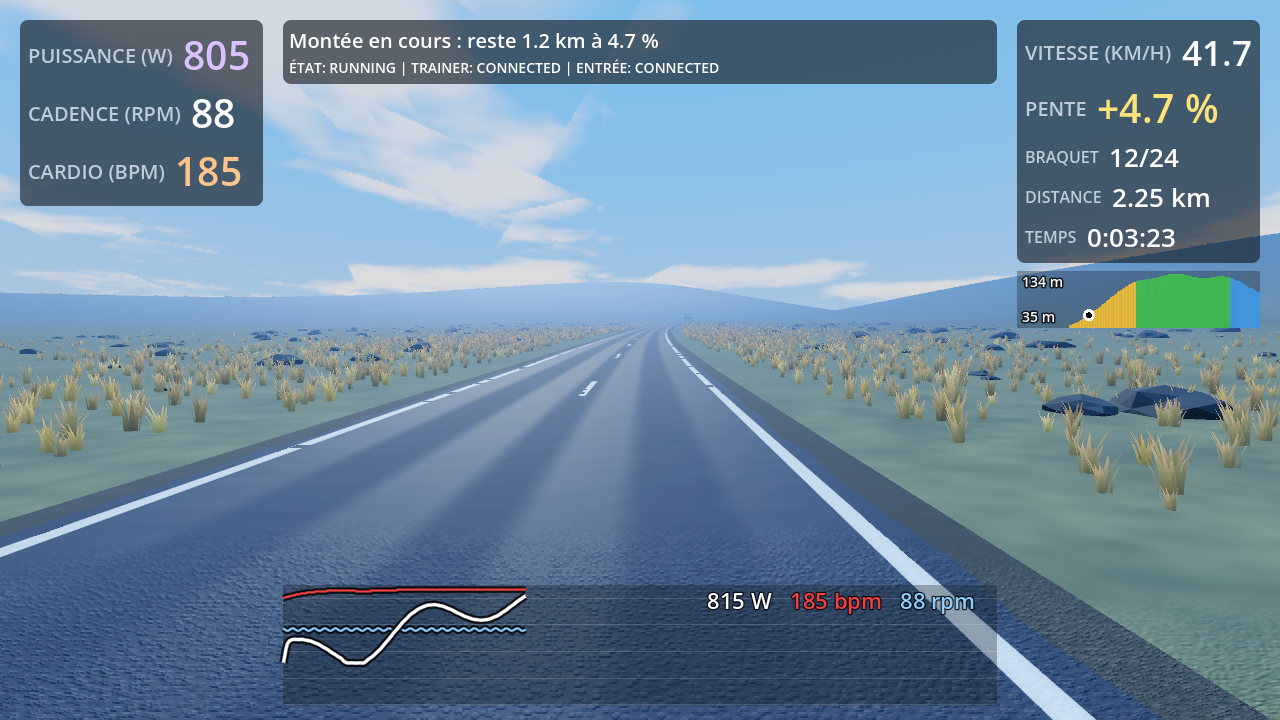 PUISSANCE (W) 805
CADENCE (RPM) 88
CARDIO (BPM) 185
Montée en cours : reste 1.2 km à 4.7 %
ÉTAT: RUNNING | TRAINER: CONNECTED | ENTRÉE: CONNECTED
VITESSE (KM/H) 41.7
PENTE +4.7 %
BRAQUET 12/24
DISTANCE 2.25 km
TEMPS 0:03:23
134 m
35 m
815 W 185 bpm 88 rpm